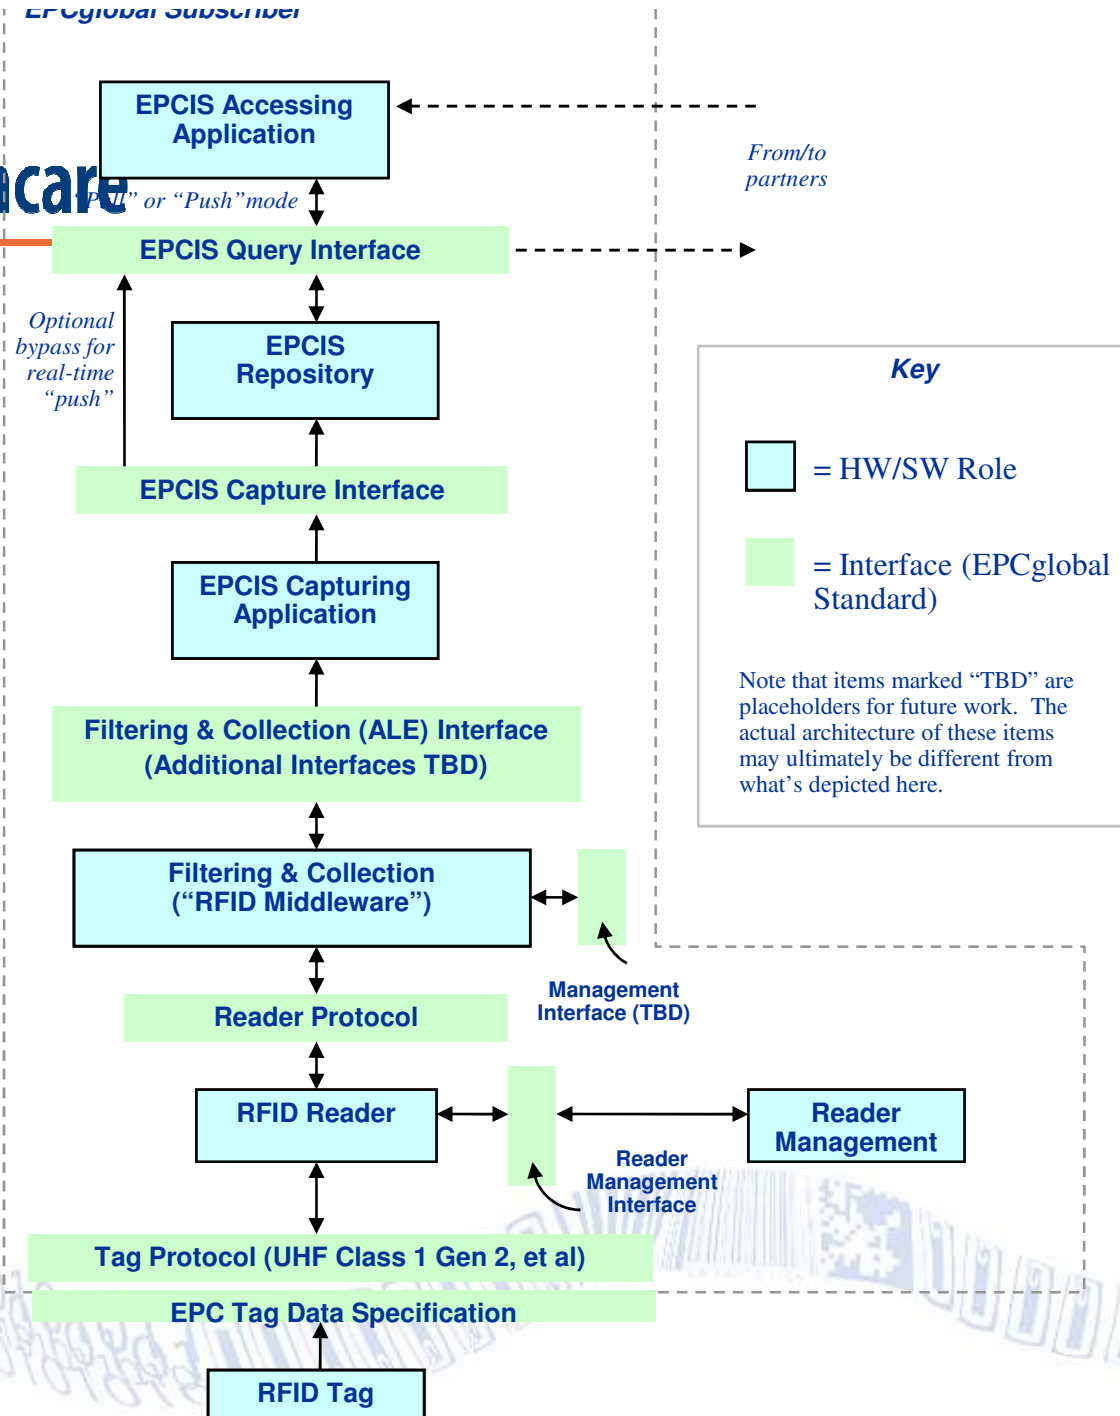 EPCglobal Subscriber
EPCIS Accessing
Application
From/to
partners
acare
“Pull” or “Push”mode
EPCIS Query Interface
Optional
bypass for
real-time
“push”
EPCIS
Repository
Key
= HW/SW Role
EPCIS Capture Interface
= Interface (EPCglobal
Standard)
EPCIS Capturing
Application
Note that items marked “TBD” are
placeholders for future work. The
actual architecture of these items
may ultimately be different from
what’s depicted here.
Filtering & Collection (ALE) Interface
(Additional Interfaces TBD)
Filtering & Collection
(“RFID Middleware”)
Management
Interface (TBD)
Reader Protocol
RFID Reader
Reader
Management
Reader
Management
Interface
Tag Protocol (UHF Class 1 Gen 2, et al)
EPC Tag Data Specification
RFID Tag